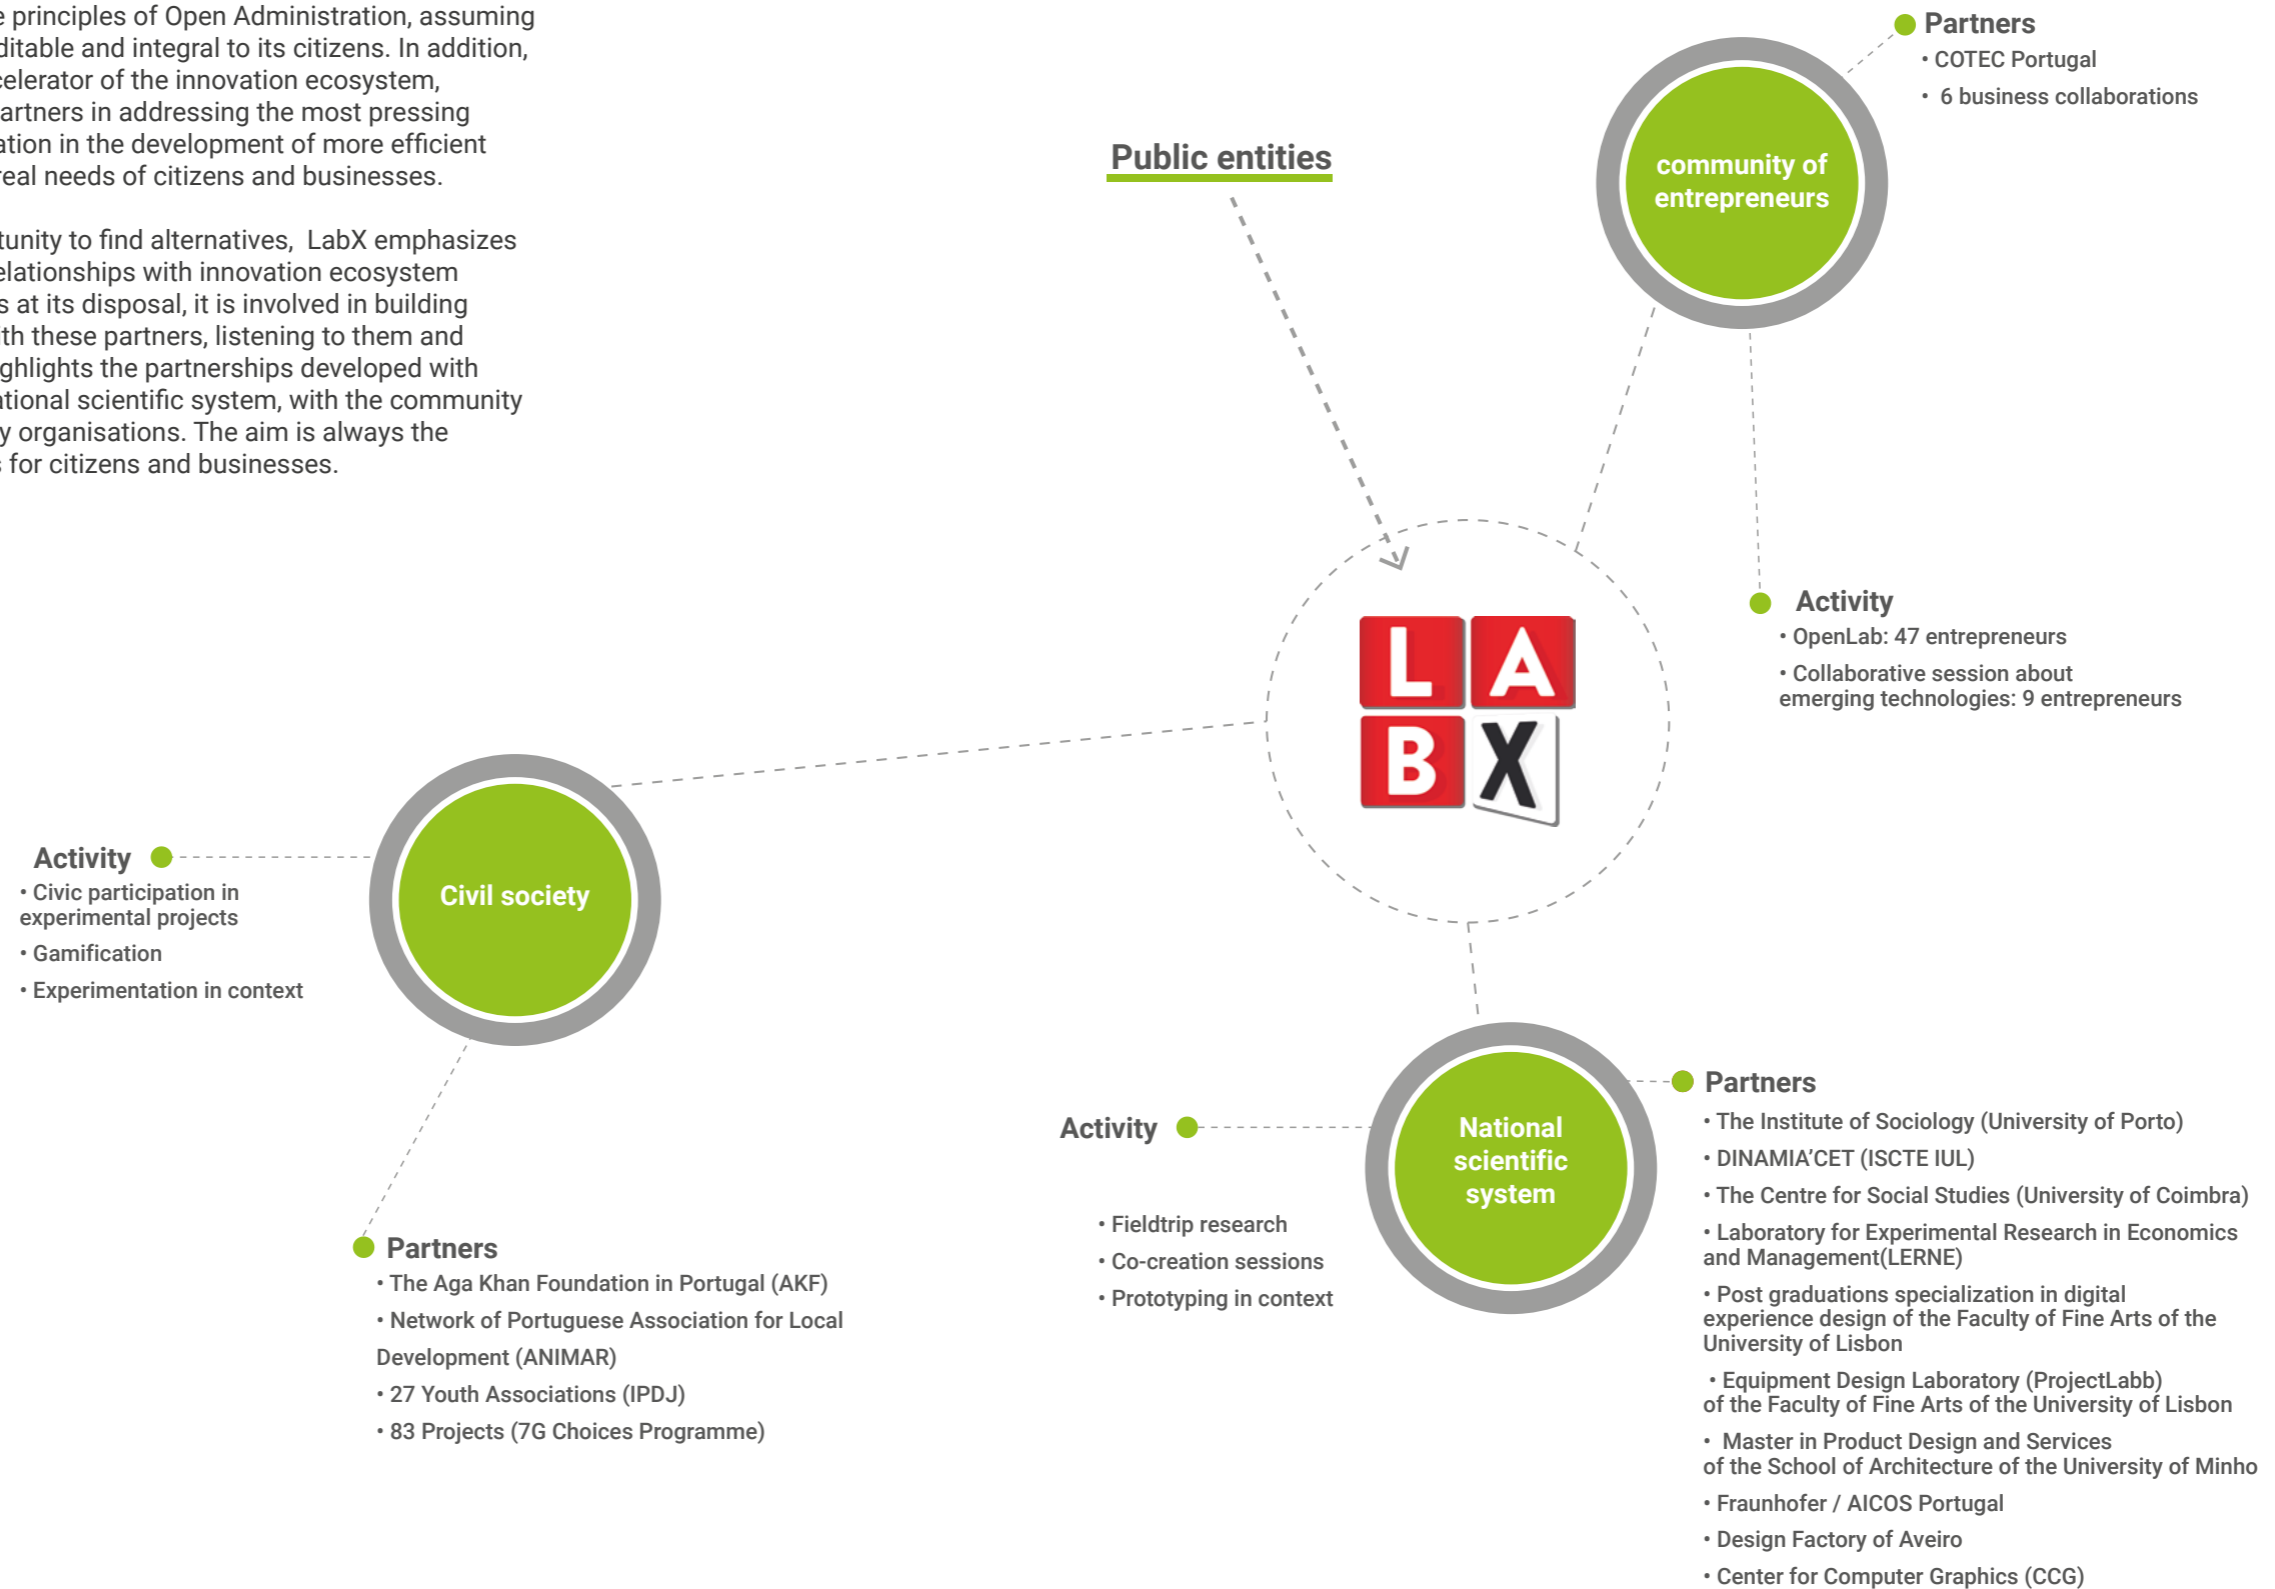 principles of Open Administration, assuming
and integral to its citizens. In addition,
of the innovation ecosystem,
in addressing the most pressing
in the development of more efficient
real needs of citizens and businesses.
to find alternatives, LabX emphasizes
relationships with innovation ecosystem
at its disposal, it is involved in building
these partners, listening to them and
the partnerships developed with
scientific system, with the community
organisations. The aim is always the
for citizens and businesses.
Public entities
Partners
• COTEC Portugal
• 6 business collaborations
community of
entrepreneurs
Activity
• OpenLab: 47 entrepreneurs
• Collaborative session about
emerging technologies: 9 entrepreneurs
L A
B X
Civil society
Activity
• Civic participation in
experimental projects
• Gamification
• Experimentation in context
Partners
• The Aga Khan Foundation in Portugal (AKF)
• Network of Portuguese Association for Local
Development (ANIMAR)
• 27 Youth Associations (IPDJ)
• 83 Projects (7G Choices Programme)
National
scientific
system
Activity
• Fieldtrip research
• Co-creation sessions
• Prototyping in context
Partners
• The Institute of Sociology (University of Porto)
• DINAMIA’CET (ISCTE IUL)
• The Centre for Social Studies (University of Coimbra)
• Laboratory for Experimental Research in Economics
and Management(LERNE)
• Post graduations specialization in digital
experience design of the Faculty of Fine Arts of the
University of Lisbon
• Equipment Design Laboratory (ProjectLabb)
of the Faculty of Fine Arts of the University of Lisbon
• Master in Product Design and Services
of the School of Architecture of the University of Minho
• Fraunhofer / AICOS Portugal
• Design Factory of Aveiro
• Center for Computer Graphics (CCG)